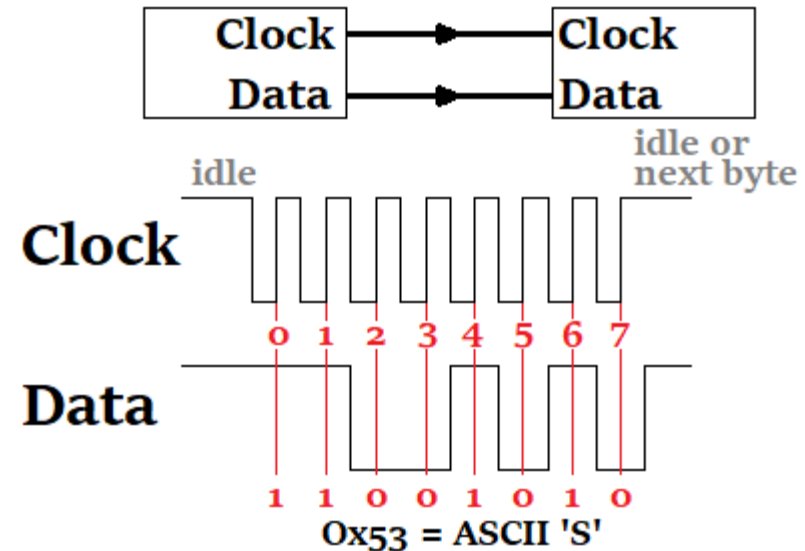 Clock Clock
Data Data
idle
idle or
next byte
Clock
0 1 2 3 4 5 6 7
Data
1 1 0 0 1 0 1 0
0x53 = ASCII 'S'